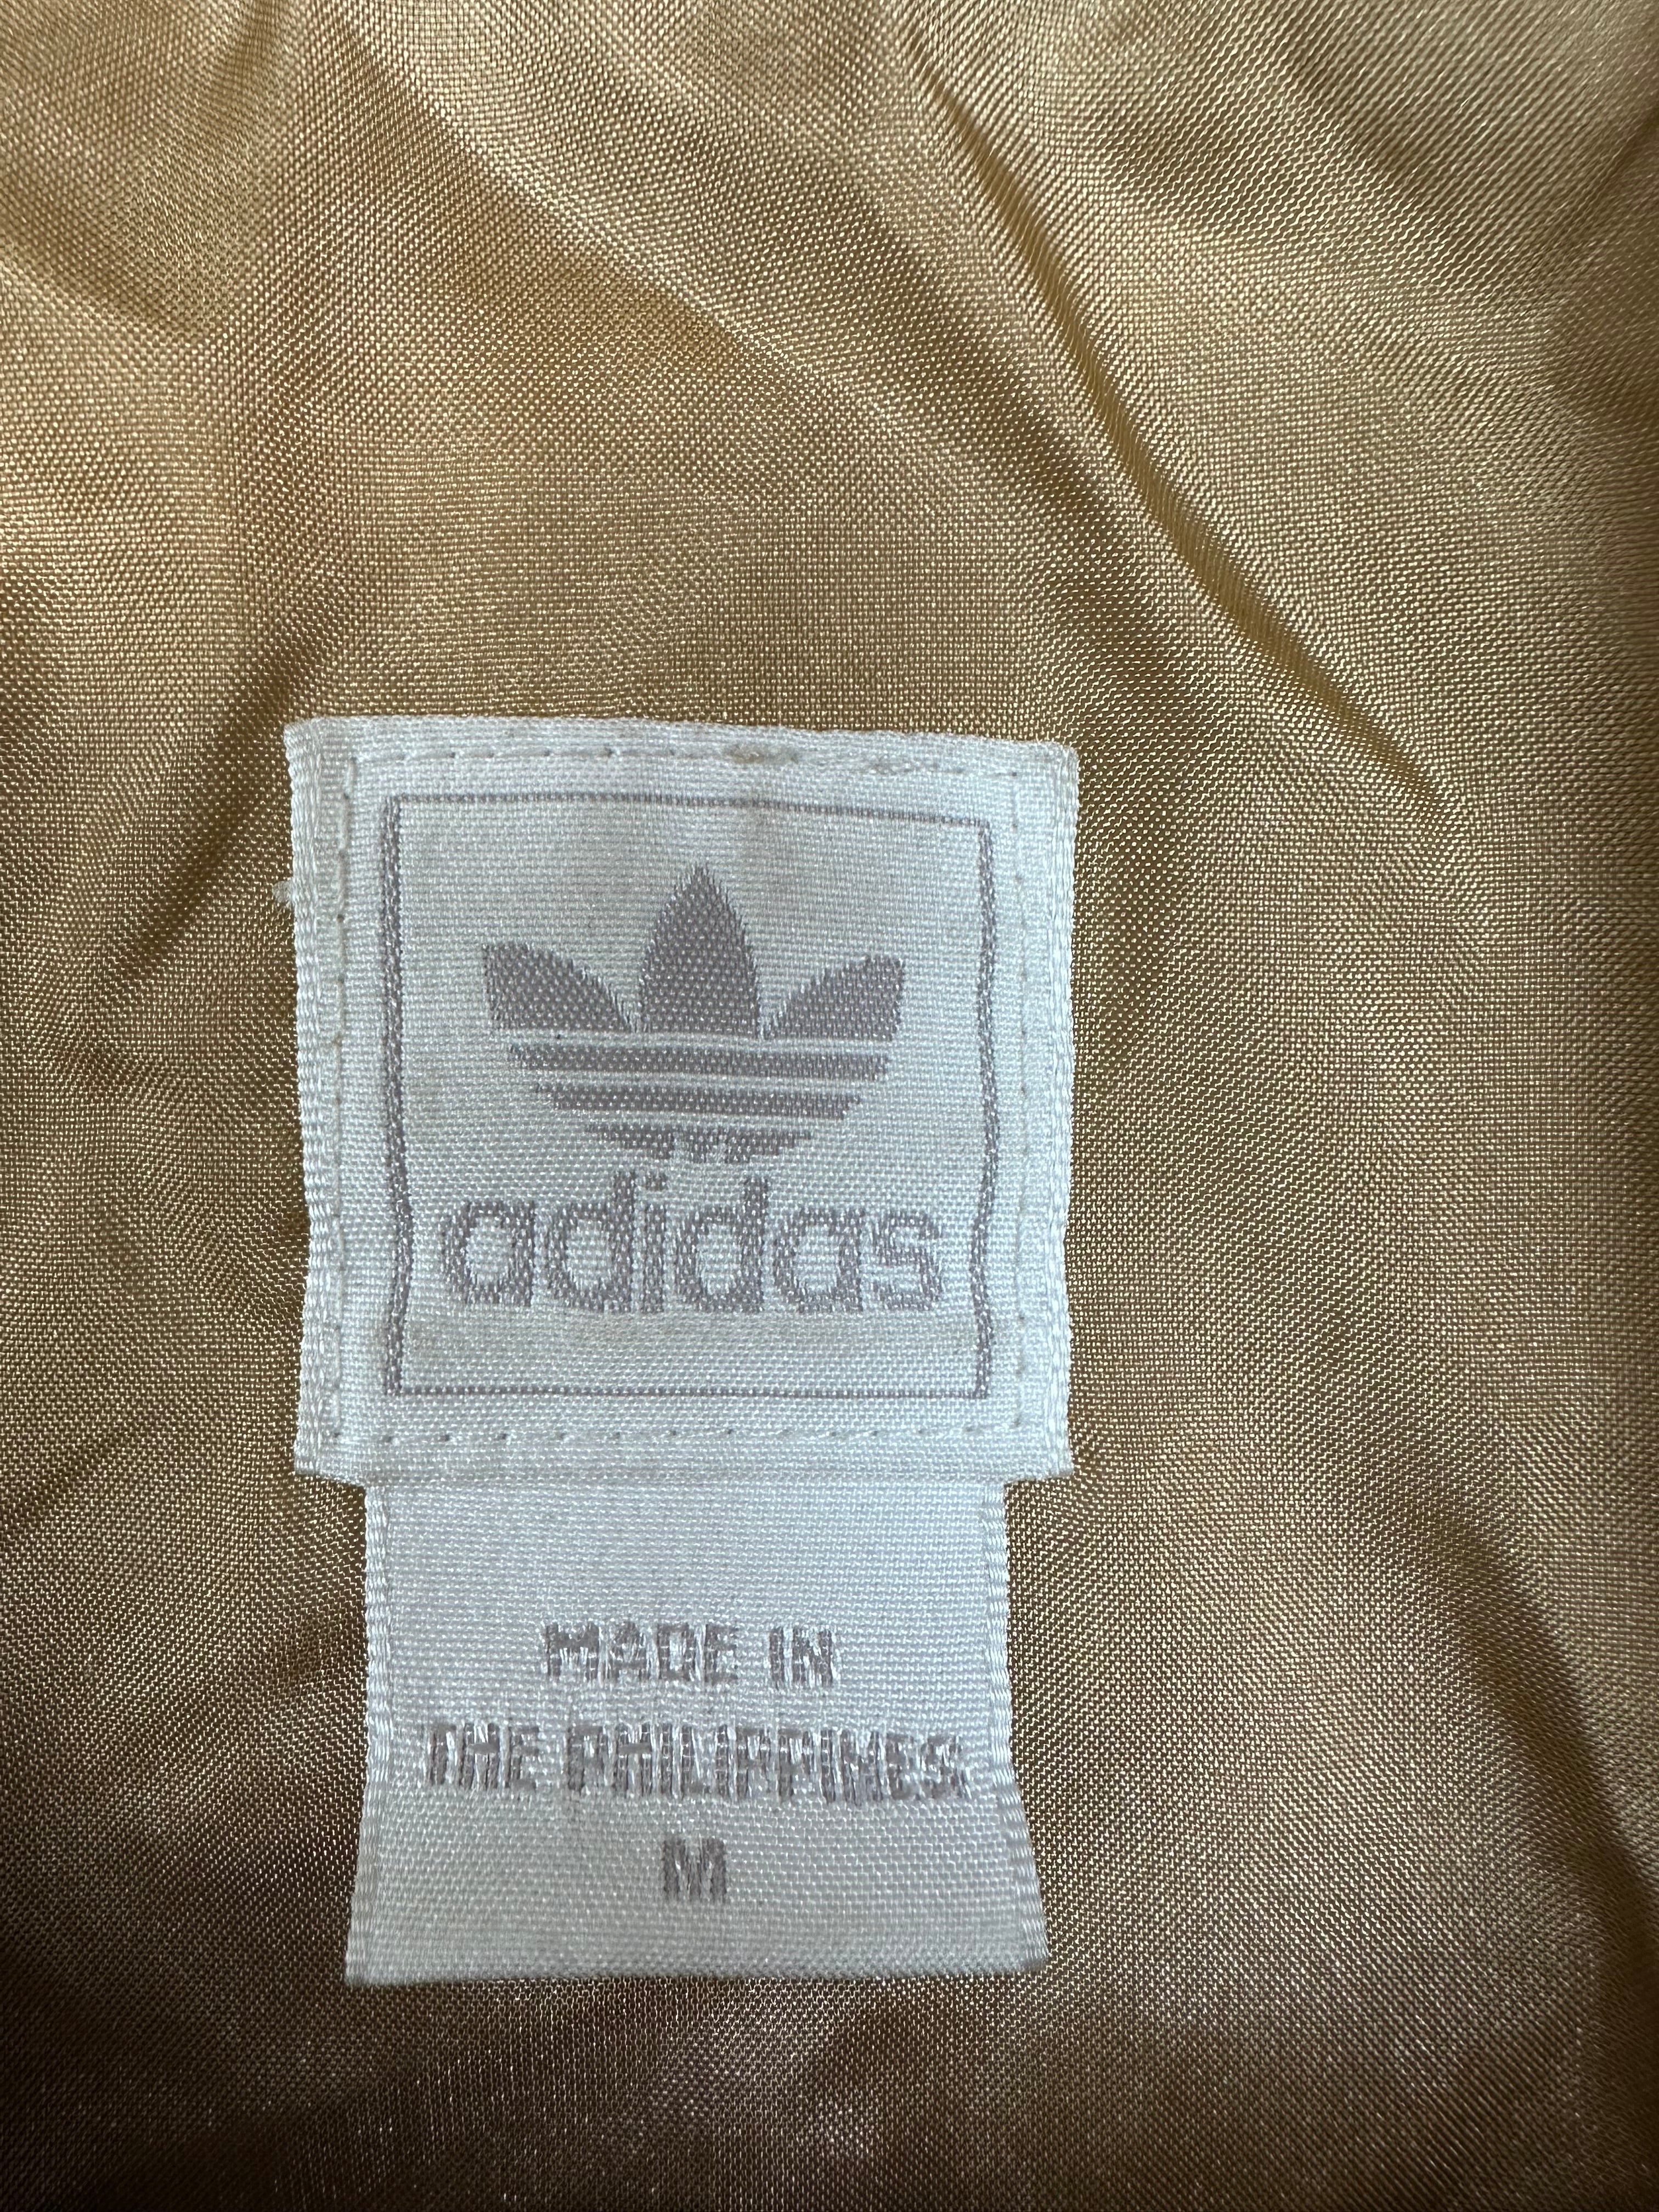 adidas
MADE IN
THE PHILIPPINES
M